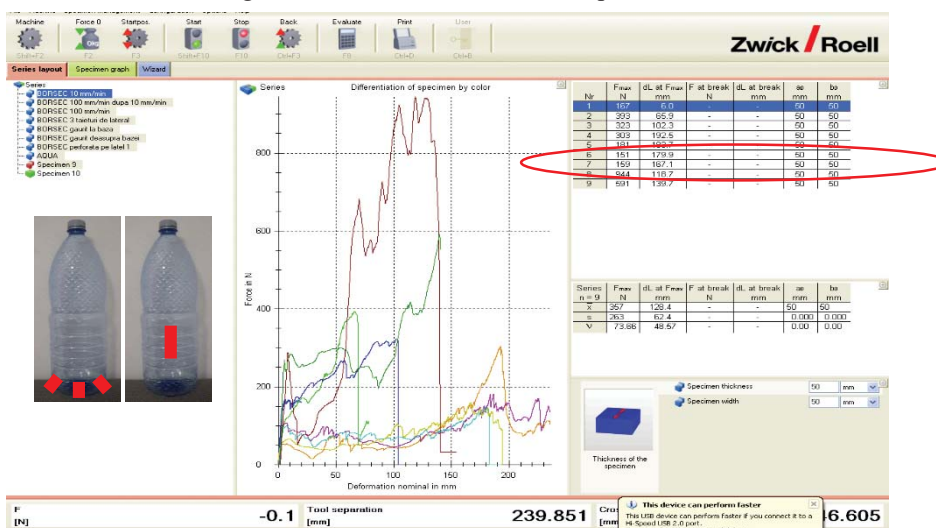 Machine Force 0 Startpos. Start Stop Back Evaluate Print User
Shift+F2 F2 F3 Shift+F10 F10 Ctrl+F3 F9 Ctrl+D Ctrl+B
Zwick / Roell
Series layout Specimen graph Wizard
Series
BORSEC 10 mm/min
BORSEC 100 mm/min dupa 10 mm/min
BORSEC 100 mm/min
BORSEC 3 taieturi de lateral
BORSEC gauril la baza
BORSEC gauril deasupra bazei
BORSEC perforata pe latel 1
AQUA
Specimen 9
Specimen 10
Series Differentiation of specimen by color
Force in N
800
600
400
200
0
0 50 100 150 200
Deformation nominal in mm
Fmax dL at Fmax F at break dL at break
Nr N mm N mm mm mm
1 167 6.0 - - 50 50
2 393 65.9 - - 50 50
3 323 102.3 - - 50 50
4 303 192.5 - - 50 50
5 - - 50 50
6 151 179.9 - - 50 50
7 159 167.1 - - 50 50
8 944 118.7 - - 50 50
9 591 139.7 - - 50 50
Series Fmax dL at Fmax F at break dL at break
n = 9 N mm N mm mm mm
x 357 128.4 - - 50 50
s 263 62.4 - - 0.000 0.000
V 73.66 48.57 - - 0.00 0.00
Specimen thickness 50 mm
Specimen width 50 mm
Thickness of the
specimen
F
[N] -0.1
Tool separation
[mm] 239.851
[mm] 46.605
This device can perform faster
This USB device can perform faster if you connect it to a
Hi-Speed USB 2.0 port.